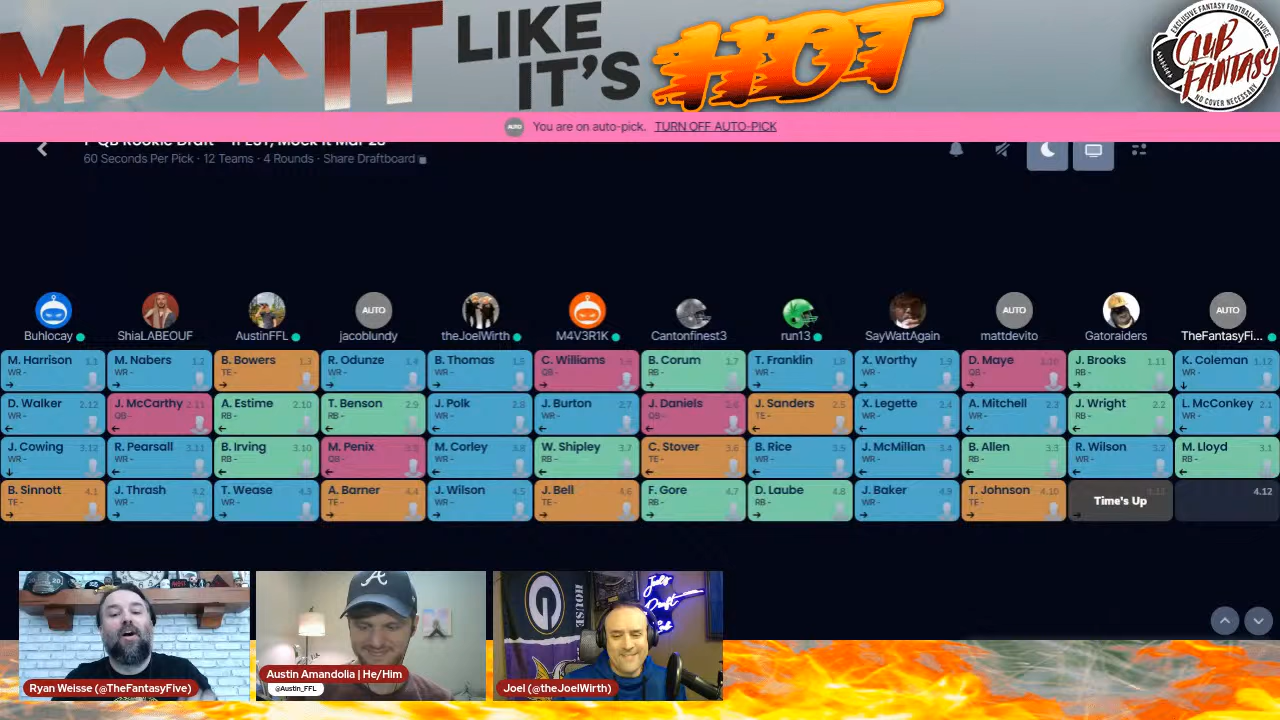 MOCK IT LIKE IT'S HOT
EXCLUSIVE FANTASY FOOTBALL ADVICE
CLUB FANTASY
NO COVER NECESSARY
AUTO You are on auto-pick. TURN OFF AUTO-PICK
60 Seconds Per Pick · 12 Teams · 4 Rounds · Share Draftboard
AUTO AUTO AUTO
Buhlocay ShiaLABEOUF AustinFFL jacoblundy theJoelWirth M4V3R1K Cantonfinest3 run13 SayWattAgain mattdevito Gatoraiders TheFantasyFi...
M. Harrison 1.1 M. Nabers 1.2 B. Bowers 1.3 R. Odunze 1.4 B. Thomas 1.5 C. Williams 1.6 B. Corum 1.7 T. Franklin 1.8 X. Worthy 1.9 D. Maye 1.10 J. Brooks 1.11 K. Coleman 1.12
WR - WR - TE - WR - WR - QB - RB - WR - WR - QB - RB - WR -
D. Walker 2.12 J. McCarthy 2.11 A. Estime 2.10 T. Benson 2.9 J. Polk 2.8 J. Burton 2.7 J. Daniels 2.6 J. Sanders 2.5 X. Legette 2.4 A. Mitchell 2.3 J. Wright 2.2 L. McConkey 2.1
WR - QB - RB - RB - WR - WR - QB - TE - WR - WR - RB - WR -
J. Cowing 3.12 R. Pearsall 3.11 B. Irving 3.10 M. Penix 3.9 M. Corley 3.8 W. Shipley 3.7 C. Stover 3.6 B. Rice 3.5 J. McMillan 3.4 B. Allen 3.3 R. Wilson 3.2 M. Lloyd 3.1
WR - WR - RB - QB - WR - RB - TE - WR - WR - RB - WR - RB -
B. Sinnott 4.1 J. Thrash 4.2 T. Wease 4.3 A. Barner 4.4 J. Wilson 4.5 J. Bell 4.6 F. Gore 4.7 D. Laube 4.8 J. Baker 4.9 T. Johnson 4.10 Time's Up 4.12
TE - WR - WR - TE - WR - TE - RB - RB - WR - TE -
Ryan Weisse (@TheFantasyFive)
Austin Amandolia | He/Him
@Austin_FFL
Joel (@theJoelWirth)